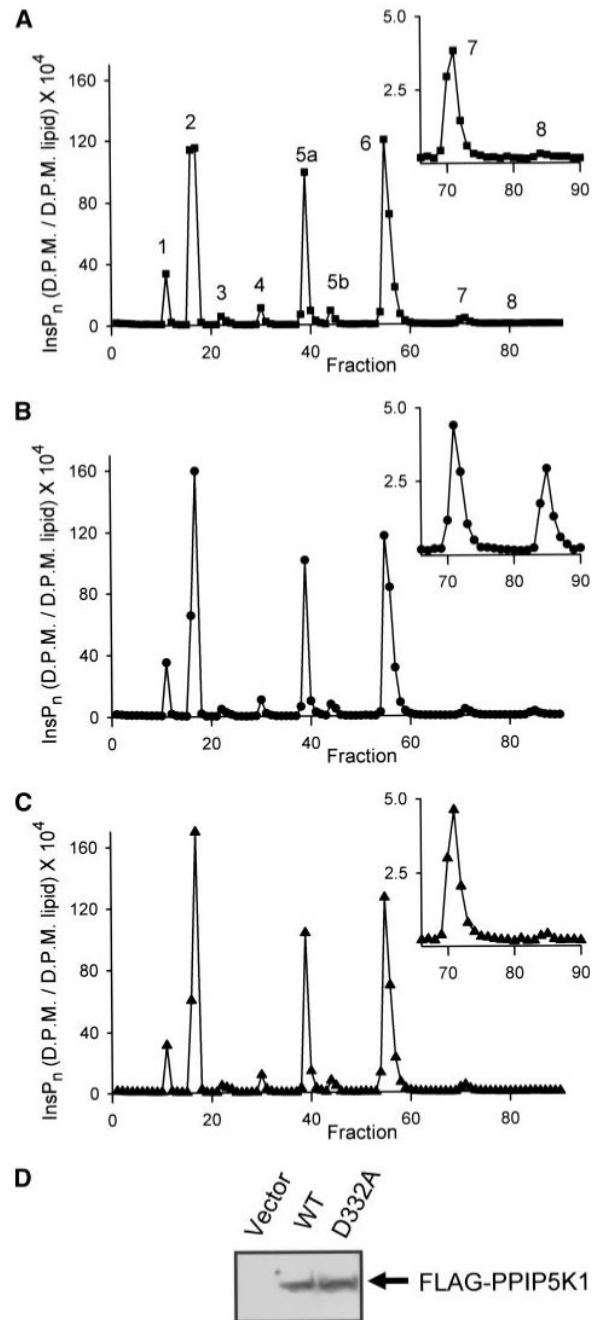 A
InsPn (D.P.M. / D.P.M. lipid) X 10^4
160
120
80
40
0
1
2
3
4
5a
5b
6
7
8
0 20 40 60 80
Fraction
5.0
2.5
7
8
70 80 90
B
InsPn (D.P.M. / D.P.M. lipid) X 10^4
160
120
80
40
0
0 20 40 60 80
Fraction
5.0
2.5
70 80 90
C
InsPn (D.P.M. / D.P.M. lipid) X 10^4
160
120
80
40
0
0 20 40 60 80
Fraction
5.0
2.5
70 80 90
D
Vector
WT
D332A
FLAG-PPIP5K1